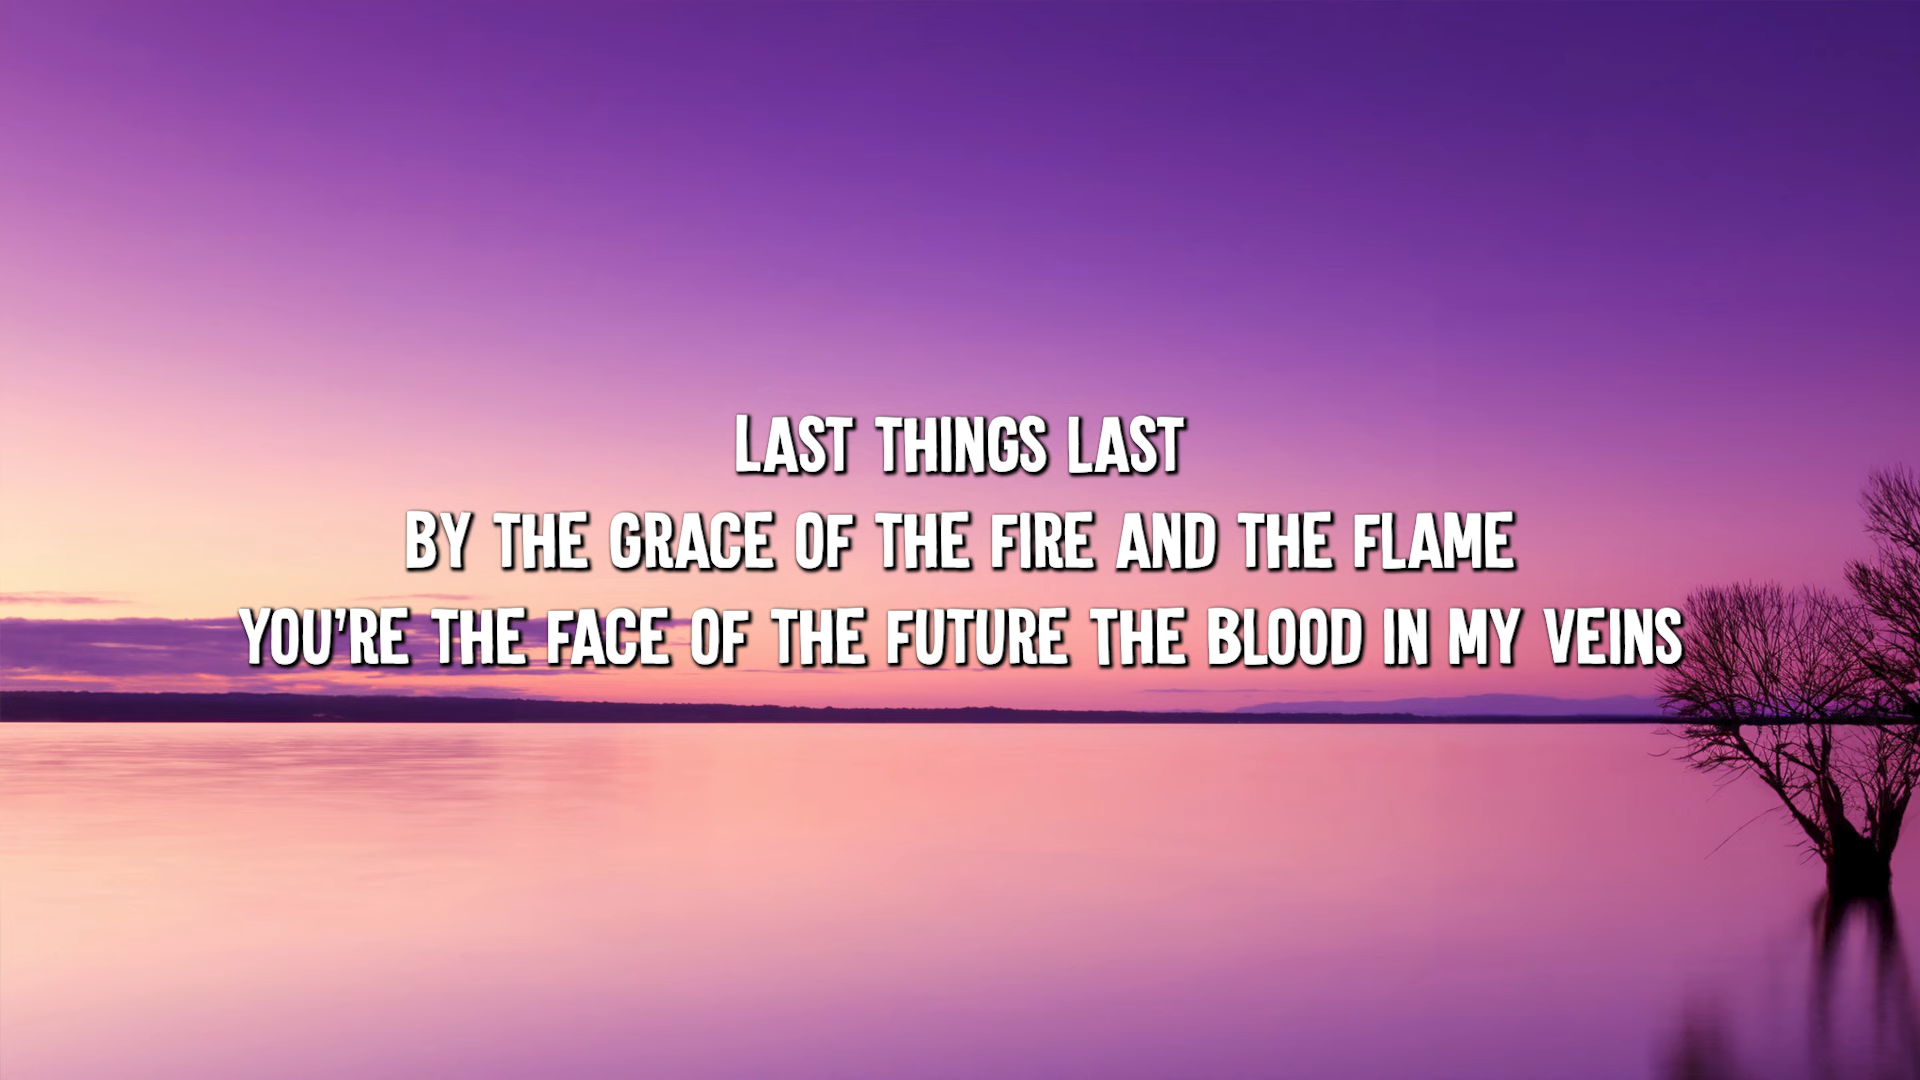 LAST THINGS LAST
BY THE GRACE OF THE FIRE AND THE FLAME
YOU'RE THE FACE OF THE FUTURE THE BLOOD IN MY VEINS